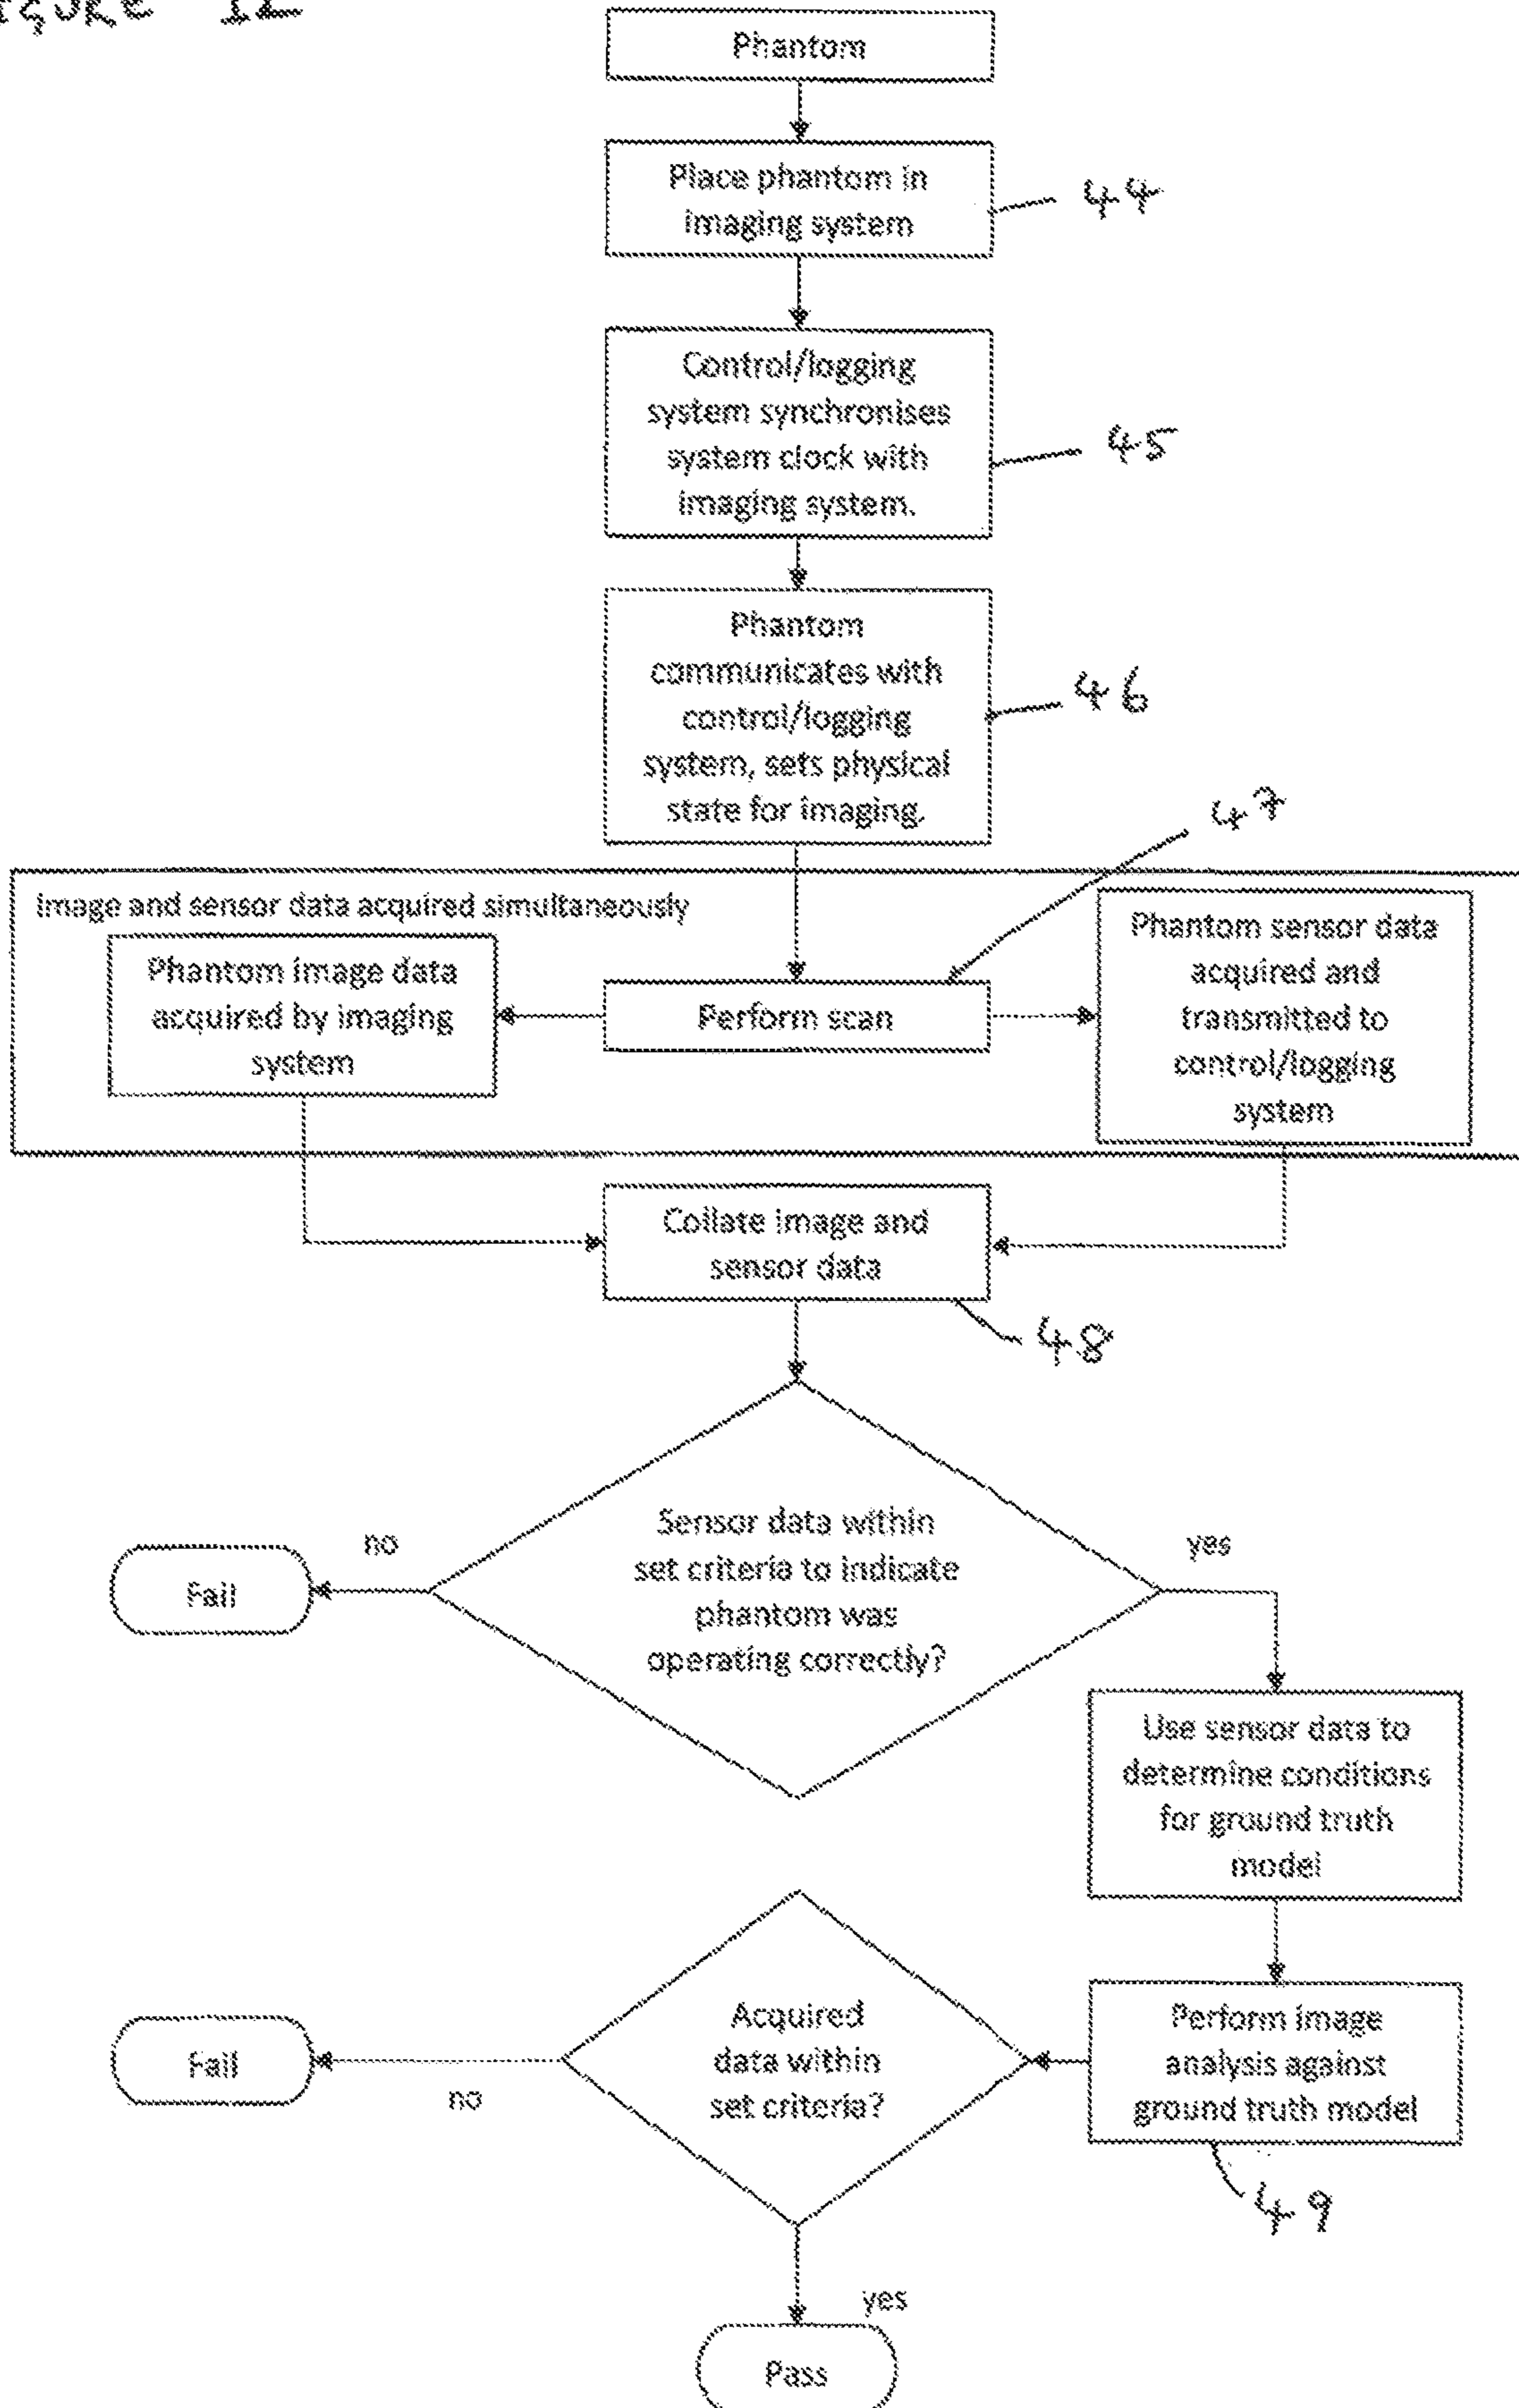 Phantom
Place phantom in
imaging system
44
Control/logging
system synchronises
system clock with
imaging system.
45
Phantom
communicates with
control/logging
system, sets physical
state for imaging.
46
47
Image and sensor data acquired simultaneously
Phantom image data
acquired by imaging
system
Perform scan
Phantom sensor data
acquired and
transmitted to
control/logging
system
Collate image and
sensor data
48
Sensor data within
set criteria to indicate
phantom was
operating correctly?
no
Fail
yes
Use sensor data to
determine conditions
for ground truth
model
Perform image
analysis against
ground truth model
49
Acquired
data within
set criteria?
Fail
no
yes
Pass